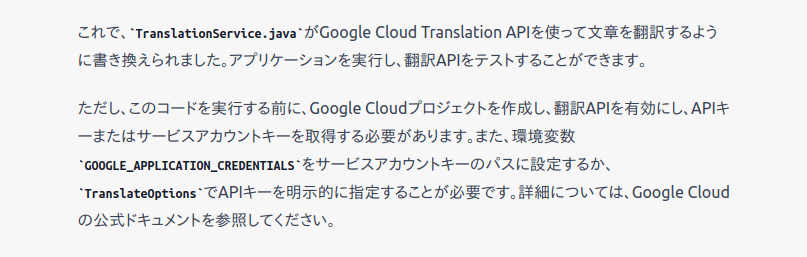 これで、`TranslationService.java`がGoogle Cloud Translation APIを使って文章を翻訳するよう
に書き換えられました。アプリケーションを実行し、翻訳APIをテストすることができます。
ただし、このコードを実行する前に、Google Cloudプロジェクトを作成し、翻訳APIを有効にし、APIキ
ーまたはサービスアカウントキーを取得する必要があります。また、環境変数
`GOOGLE_APPLICATION_CREDENTIALS`をサービスアカウントキーのパスに設定するか、
`TranslateOptions`でAPIキーを明示的に指定することが必要です。詳細については、Google Cloud
の公式ドキュメントを参照してください。